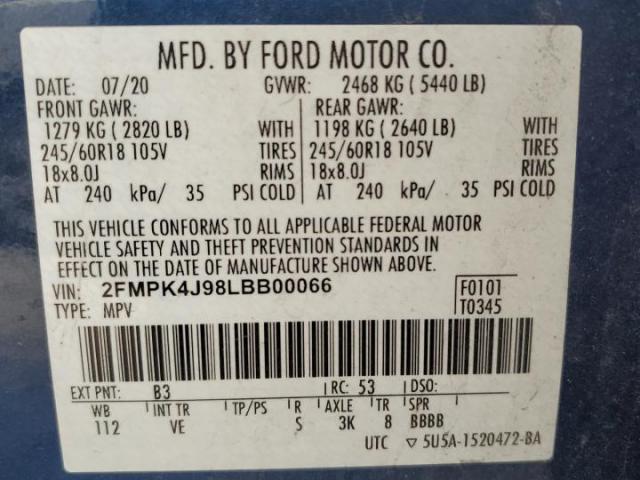 MFD. BY FORD MOTOR CO.
DATE: 07/20 GVWR: 2468 KG ( 5440 LB)
FRONT GAWR: REAR GAWR:
1279 KG ( 2820 LB) WITH 1198 KG ( 2640 LB) WITH
245/60R18 105V TIRES 245/60R18 105V TIRES
18x8.0J RIMS 18x8.0J RIMS
AT 240 kPa/ 35 PSI COLD AT 240 kPa/ 35 PSI COLD
THIS VEHICLE CONFORMS TO ALL APPLICABLE FEDERAL MOTOR
VEHICLE SAFETY AND THEFT PREVENTION STANDARDS IN
EFFECT ON THE DATE OF MANUFACTURE SHOWN ABOVE.
VIN: 2FMPK4J98LBB00066 F0101
TYPE: MPV T0345
EXT PNT: B3 RC: 53 DSO:
WB INT TR TP/PS R AXLE TR SPR
112 VE S 3K 8 BBBB
UTC ▽ 5U5A-1520472-BA